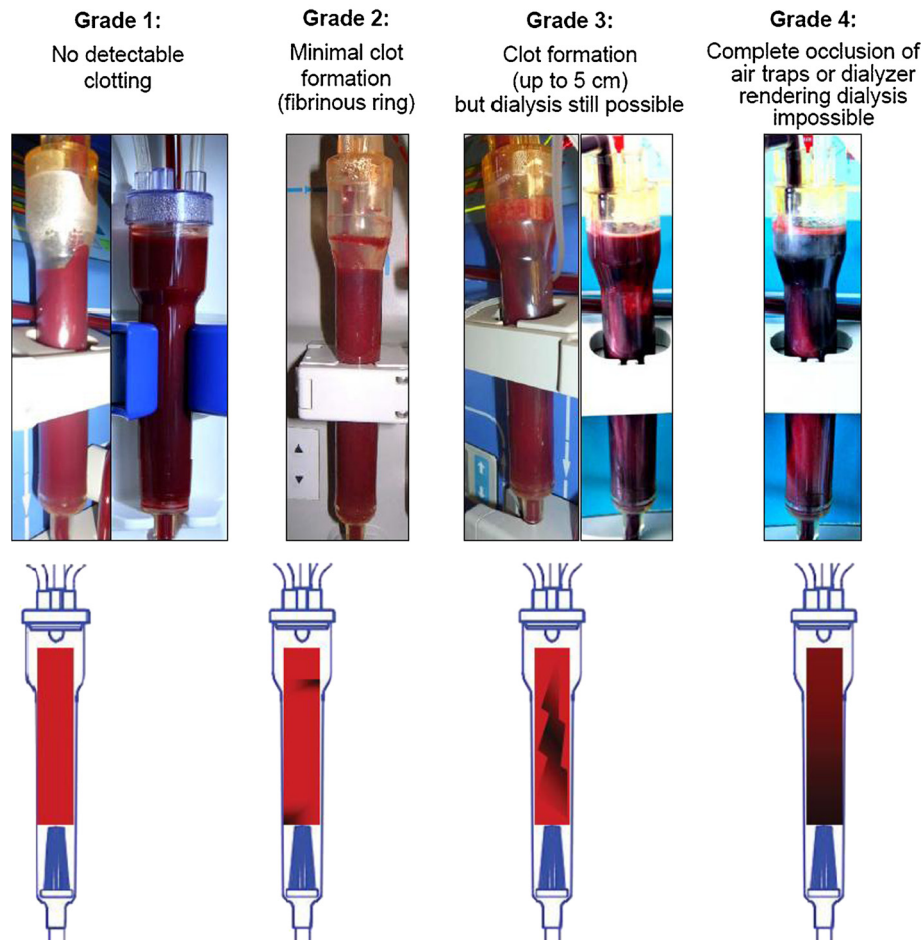 Grade 1:
No detectable
clotting
Grade 2:
Minimal clot
formation
(fibrinous ring)
Grade 3:
Clot formation
(up to 5 cm)
but dialysis still possible
Grade 4:
Complete occlusion of
air traps or dialyzer
rendering dialysis
impossible